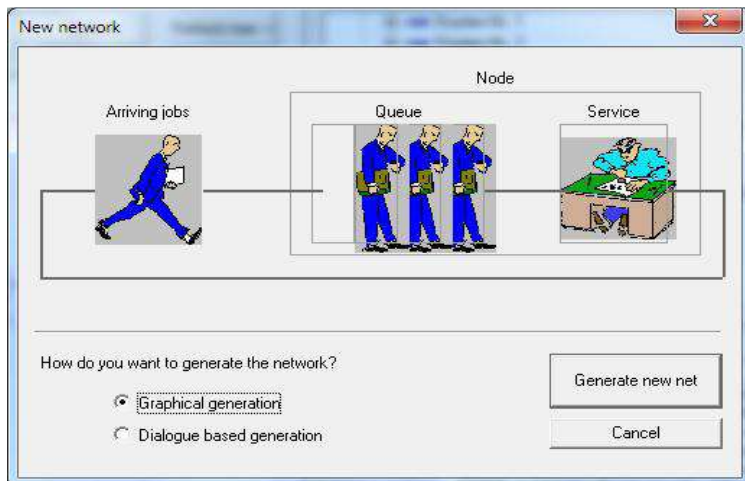 New network
Node
Arriving jobs
Queue
Service
How do you want to generate the network?
Graphical generation
Dialogue based generation
Generate new net
Cancel